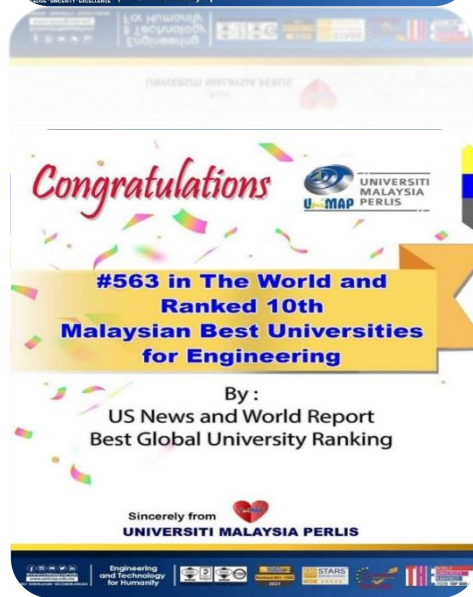 Congratulations
UniMAP
UNIVERSITI
MALAYSIA
PERLIS
#563 in The World and
Ranked 10th
Malaysian Best Universities
for Engineering
By :
US News and World Report
Best Global University Ranking
Sincerely from
UniMAP
UNIVERSITI MALAYSIA PERLIS
Engineering
and Technology
for Humanity
2021
STARS